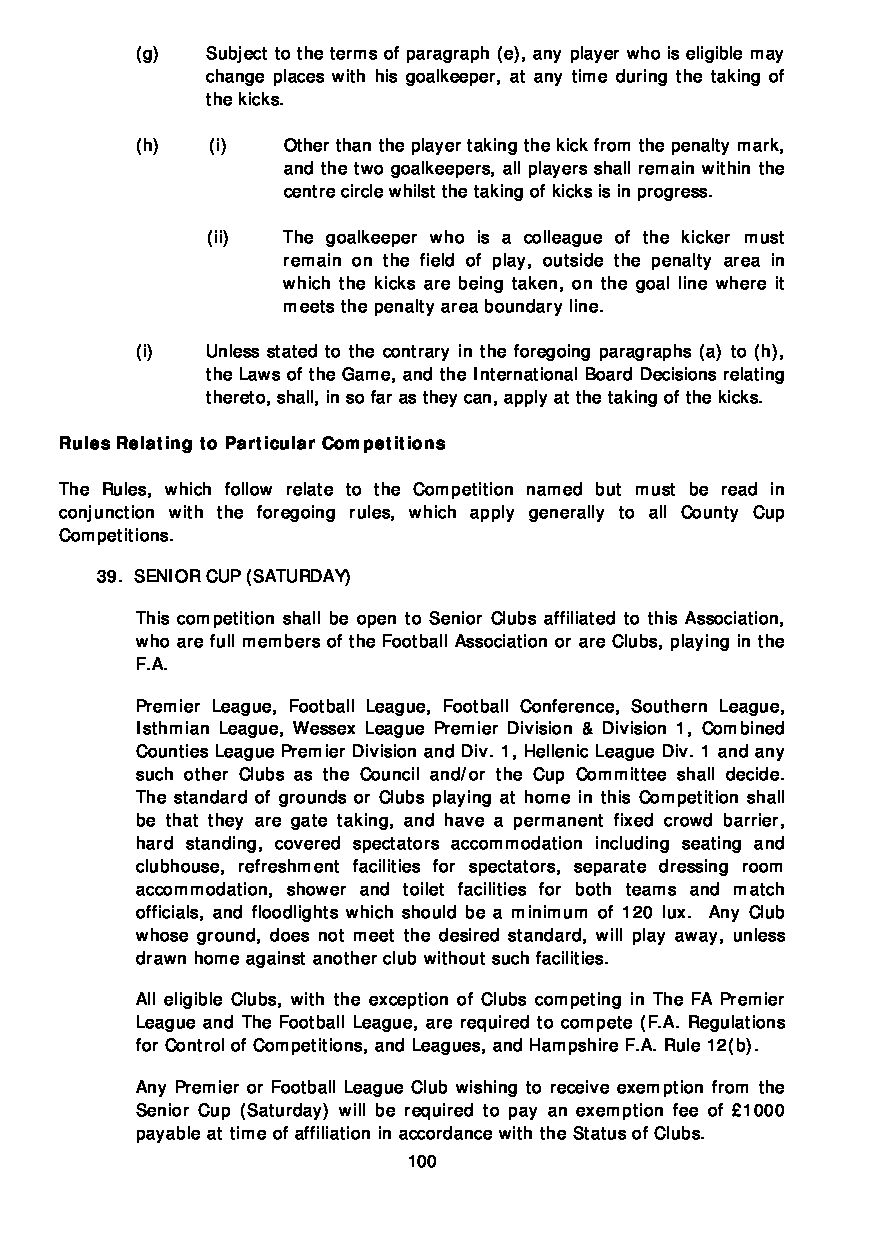 (g) Subject to the terms of paragraph (e), any player who is eligible may
change places with his goalkeeper, at any time during the taking of
the kicks.
(h) (i) Other than the player taking the kick from the penalty mark,
and the two goalkeepers, all players shall remain within the
centre circle whilst the taking of kicks is in progress.
(ii) The goalkeeper who is a colleague of the kicker must
remain on the field of play, outside the penalty area in
which the kicks are being taken, on the goal line where it
meets the penalty area boundary line.
(i) Unless stated to the contrary in the foregoing paragraphs (a) to (h),
the Laws of the Game, and the International Board Decisions relating
thereto, shall, in so far as they can, apply at the taking of the kicks.
Rules Relating to Particular Competitions
The Rules, which follow relate to the Competition named but must be read in
conjunction with the foregoing rules, which apply generally to all County Cup
Competitions.
39. SENIOR CUP (SATURDAY)
This competition shall be open to Senior Clubs affiliated to this Association,
who are full members of the Football Association or are Clubs, playing in the
F.A.
Premier League, Football League, Football Conference, Southern League,
Isthmian League, Wessex League Premier Division & Division 1, Combined
Counties League Premier Division and Div. 1, Hellenic League Div. 1 and any
such other Clubs as the Council and/or the Cup Committee shall decide.
The standard of grounds or Clubs playing at home in this Competition shall
be that they are gate taking, and have a permanent fixed crowd barrier,
hard standing, covered spectators accommodation including seating and
clubhouse, refreshment facilities for spectators, separate dressing room
accommodation, shower and toilet facilities for both teams and match
officials, and floodlights which should be a minimum of 120 lux. Any Club
whose ground, does not meet the desired standard, will play away, unless
drawn home against another club without such facilities.
All eligible Clubs, with the exception of Clubs competing in The FA Premier
League and The Football League, are required to compete (F.A. Regulations
for Control of Competitions, and Leagues, and Hampshire F.A. Rule 12(b).
Any Premier or Football League Club wishing to receive exemption from the
Senior Cup (Saturday) will be required to pay an exemption fee of £1000
payable at time of affiliation in accordance with the Status of Clubs.
100